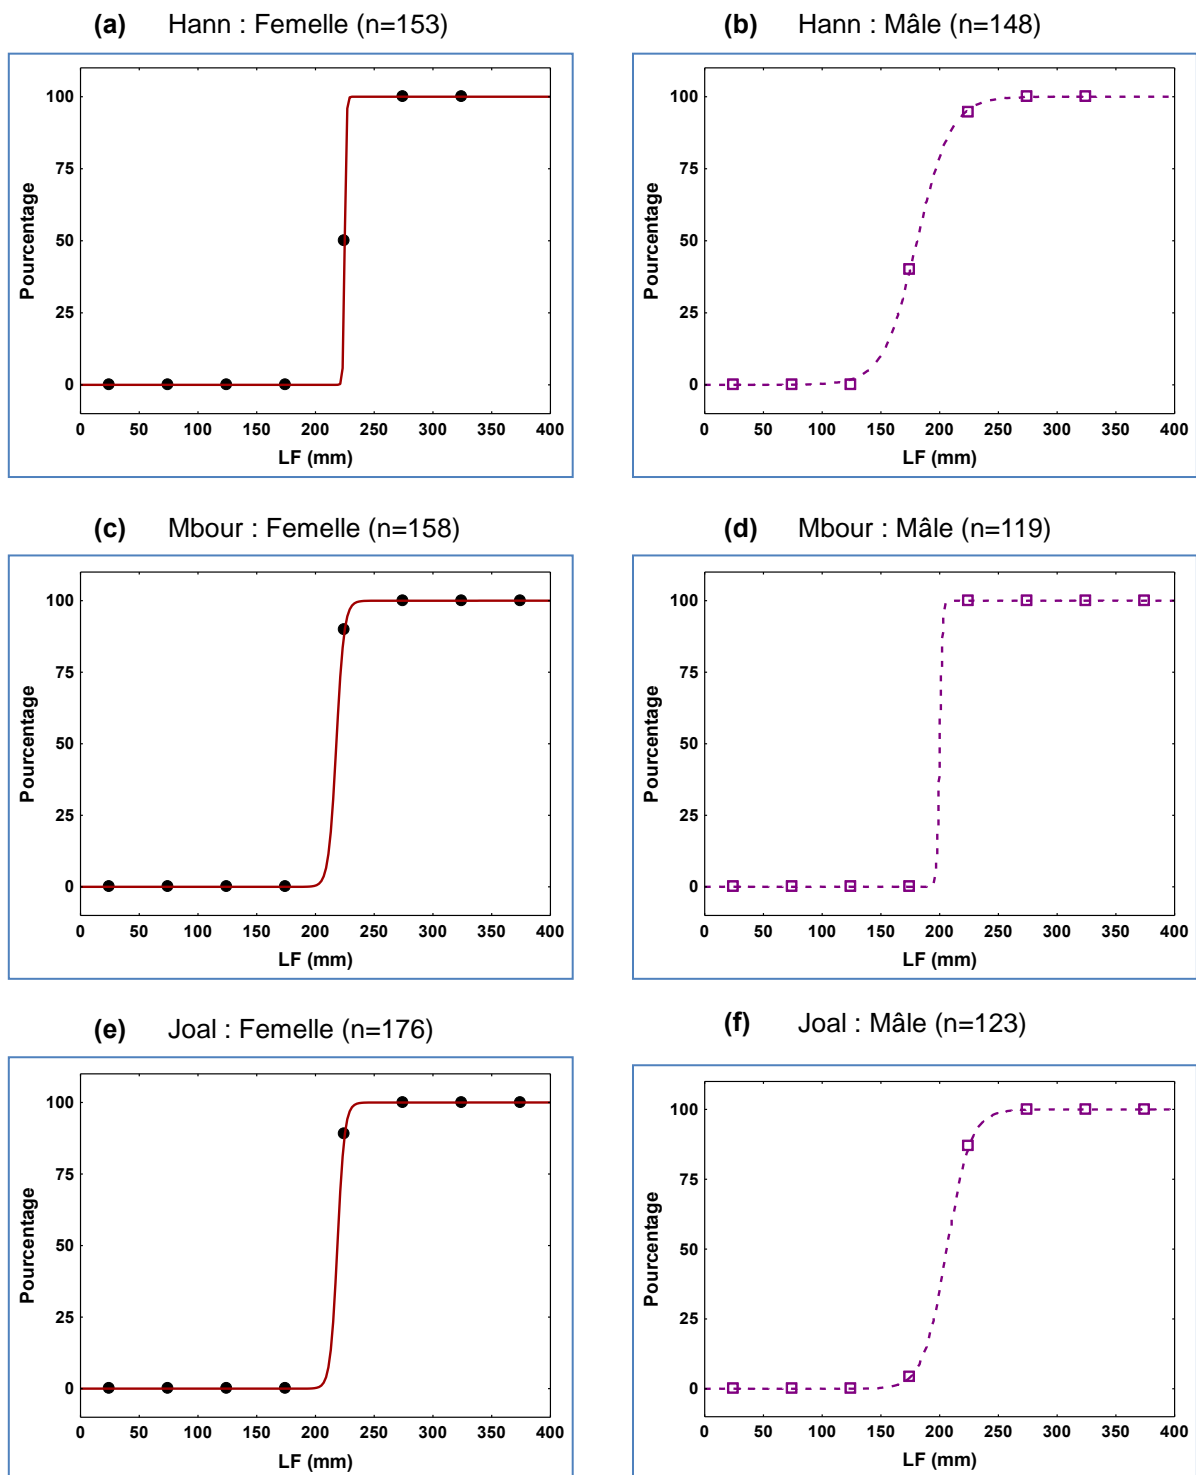 (a) Hann : Femelle (n=153)
Pourcentage
100
75
50
25
0
0 50 100 150 200 250 300 350 400
LF (mm)
(b) Hann : Mâle (n=148)
Pourcentage
100
75
50
25
0
0 50 100 150 200 250 300 350 400
LF (mm)
(c) Mbour : Femelle (n=158)
Pourcentage
100
75
50
25
0
0 50 100 150 200 250 300 350 400
LF (mm)
(d) Mbour : Mâle (n=119)
Pourcentage
100
75
50
25
0
0 50 100 150 200 250 300 350 400
LF (mm)
(e) Joal : Femelle (n=176)
Pourcentage
100
75
50
25
0
0 50 100 150 200 250 300 350 400
LF (mm)
(f) Joal : Mâle (n=123)
Pourcentage
100
75
50
25
0
0 50 100 150 200 250 300 350 400
LF (mm)